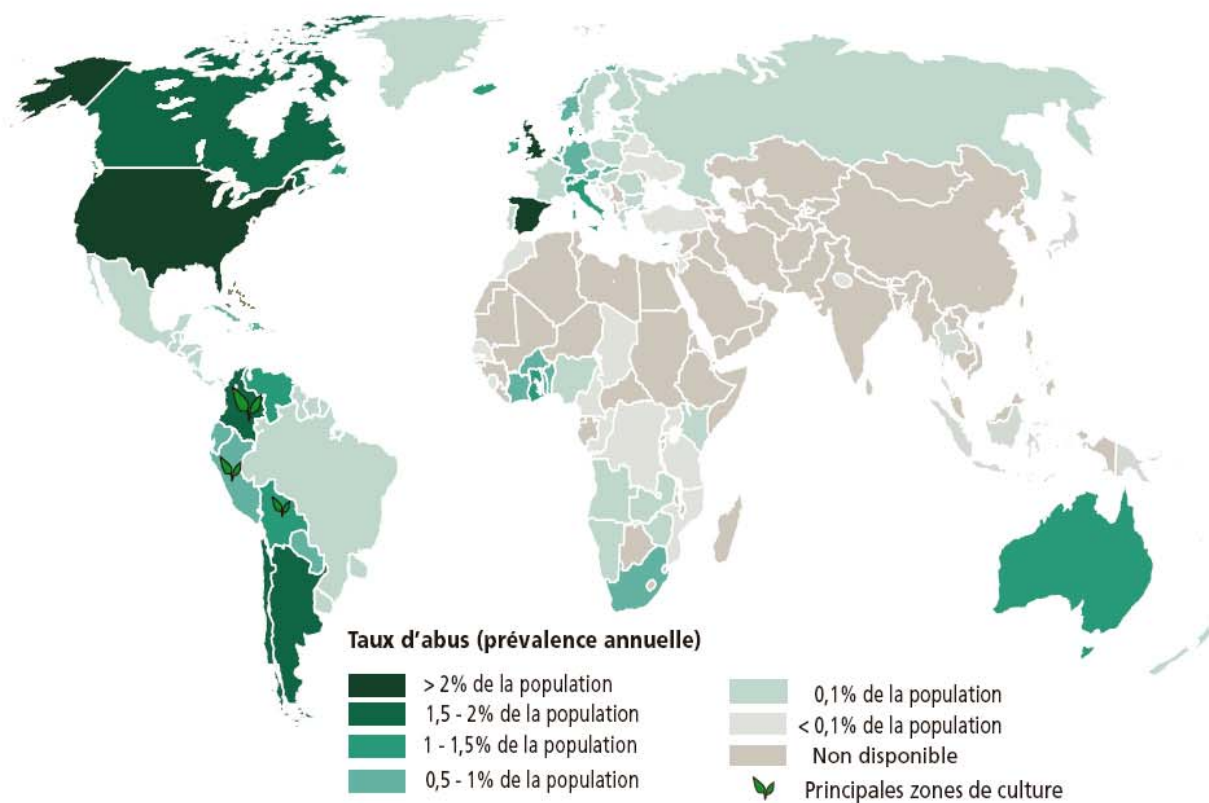 Taux d'abus (prévalence annuelle)
> 2% de la population
1,5 - 2% de la population
1 - 1,5% de la population
0,5 - 1% de la population
0,1% de la population
< 0,1% de la population
Non disponible
Principales zones de culture